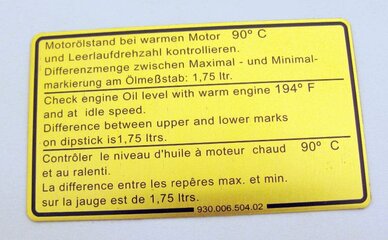 Motorölstand bei warmen Motor 90° C
und Leerlaufdrehzahl kontrollieren.
Differenzmenge zwischen Maximal - und Minimal-
markierung am Ölmeßstab: 1,75 ltr.
Check engine Oil level with warm engine 194° F
and at idle speed.
Difference between upper and lower marks
on dipstick is1,75 ltrs.
Contrôler le niveau d'huile à moteur chaud 90° C
et au ralenti.
La différence entre les repêres max. et min.
sur la jauge est de 1,75 ltrs.
930.006.504.02